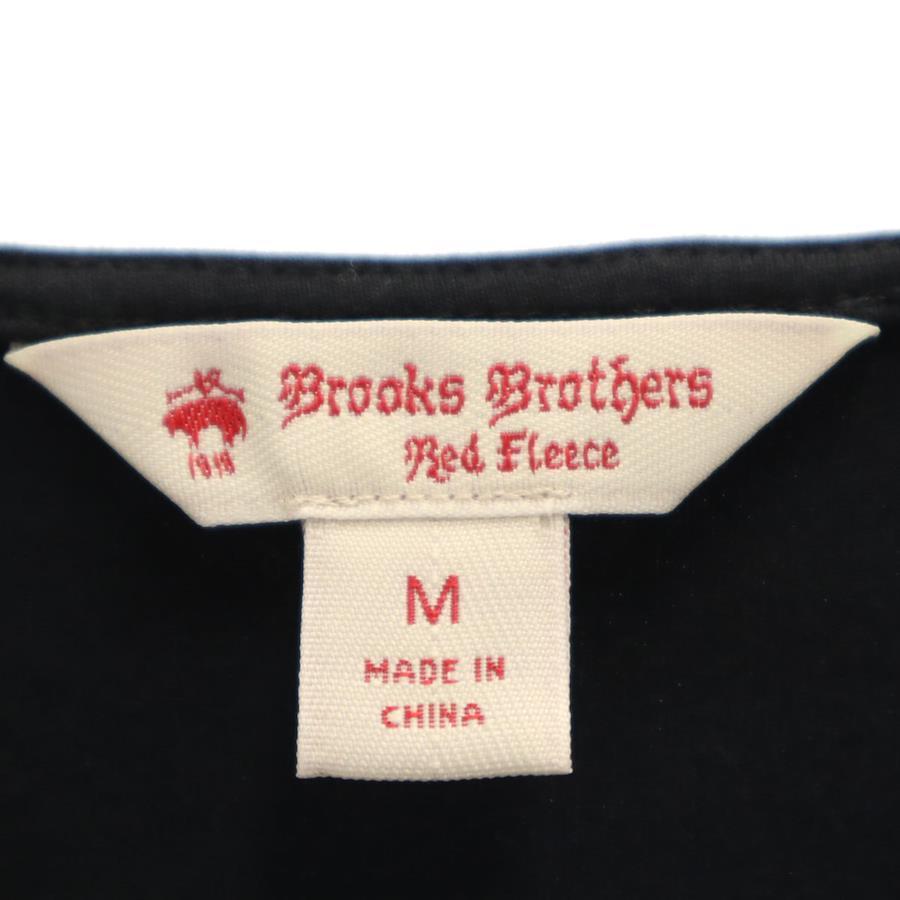 Brooks Brothers
Red Fleece
1818
M
MADE IN
CHINA